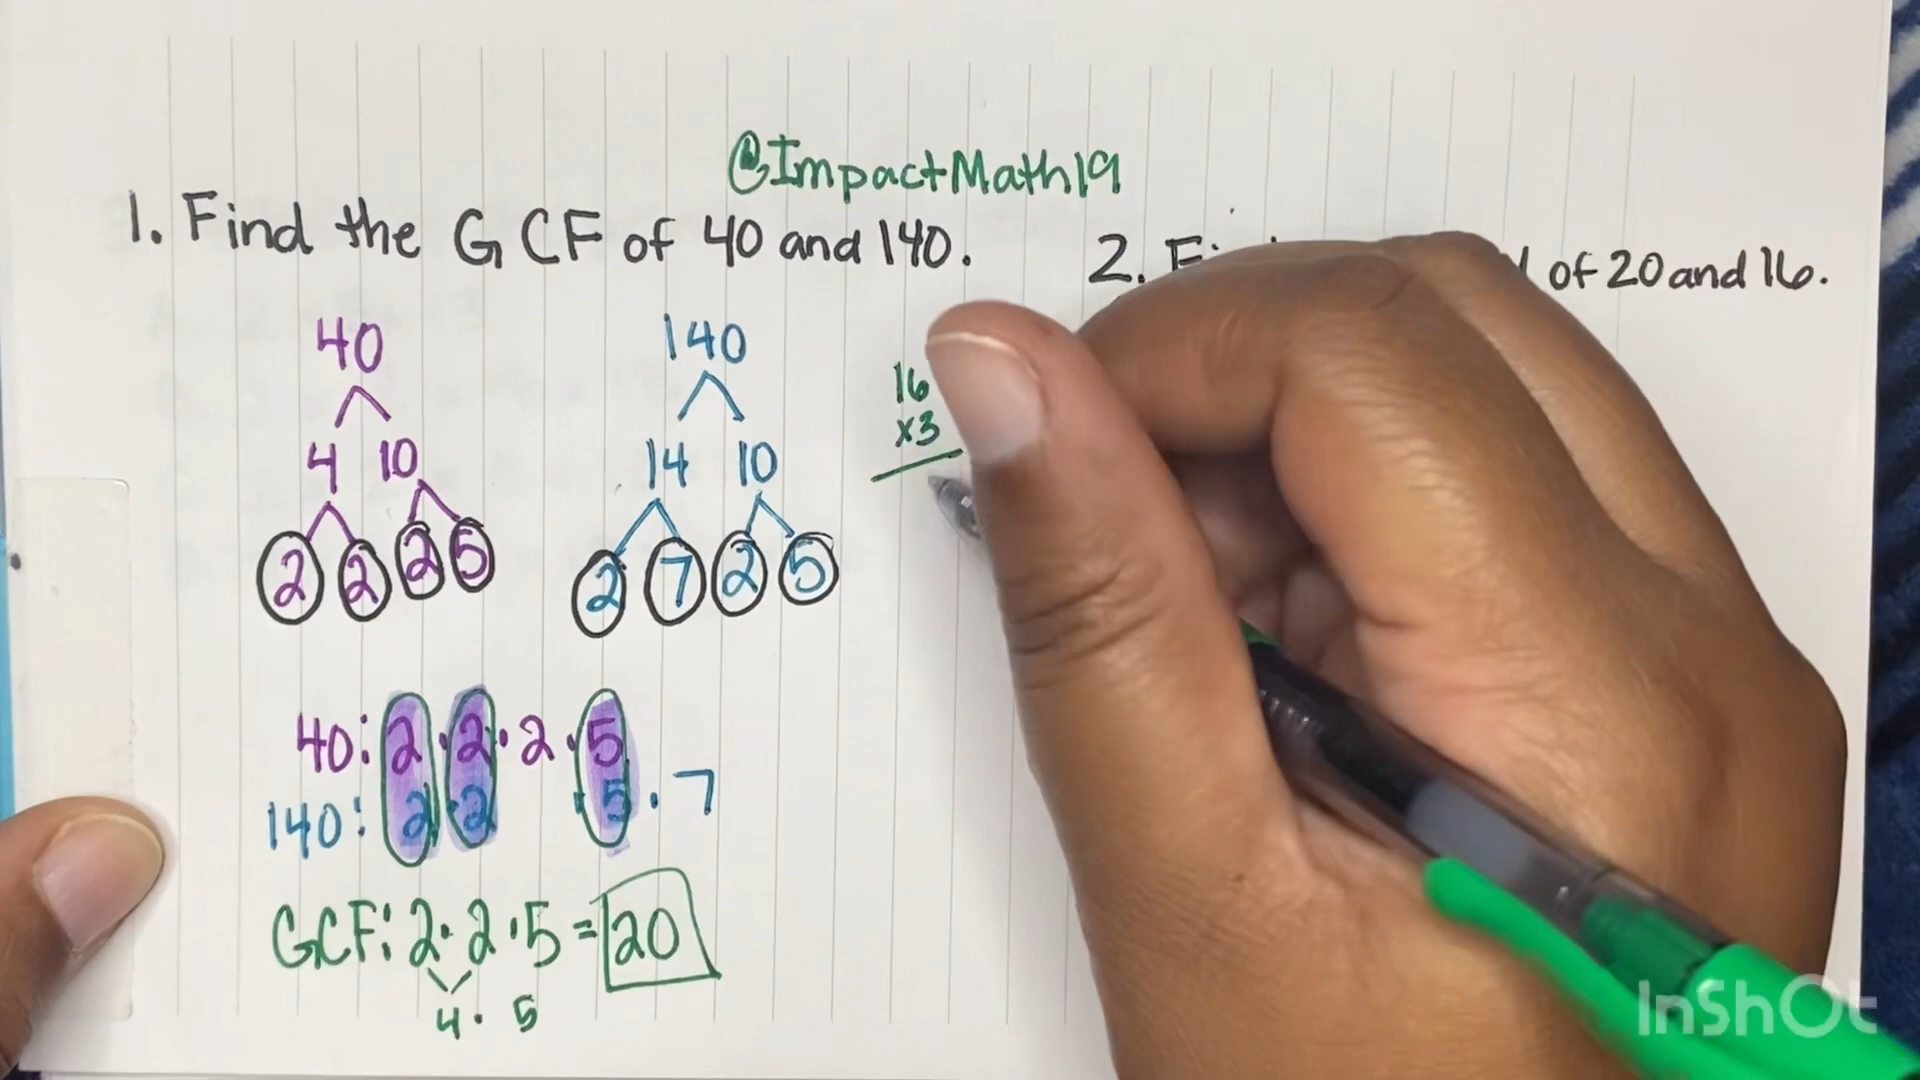 @ImpactMath19
1. Find the GCF of 40 and 140.
2. of 20 and 16.
40
4 10
2 2 2 5
140
14 10
2 7 2 5
16
x3
40: 2 · 2 · 2 · 5
140: 2 · 2 · 5 · 7
GCF: 2 · 2 · 5 = 20
4 · 5
InShOt